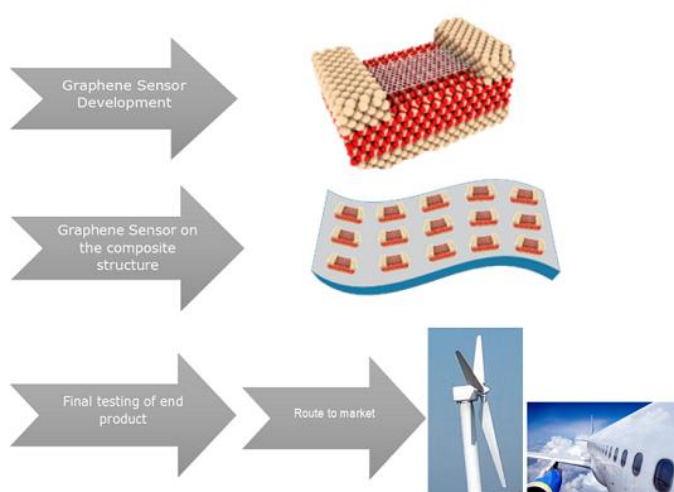 Graphene Sensor
Development
Graphene Sensor on
the composite
structure
Final testing of end
product
Route to market